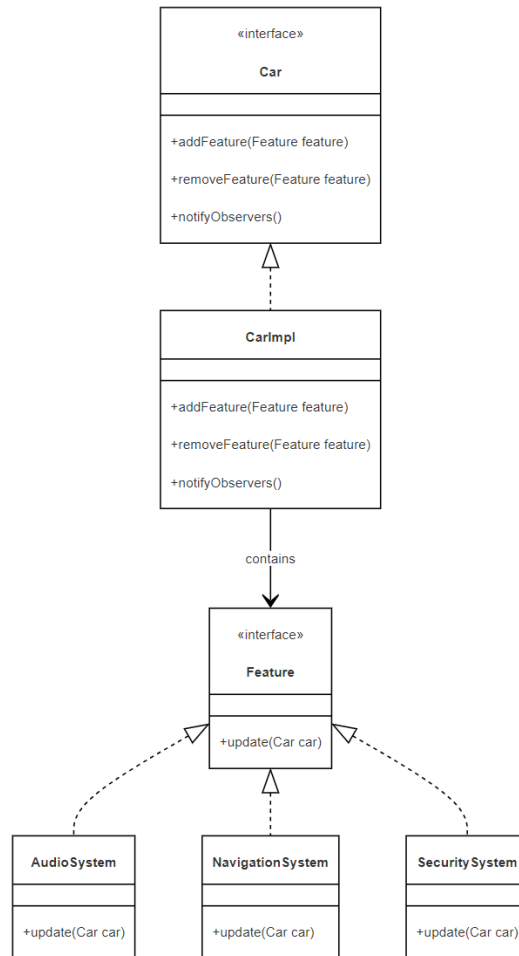 «interface»
Car
+addFeature(Feature feature)
+removeFeature(Feature feature)
+notifyObservers()
CarImpl
+addFeature(Feature feature)
+removeFeature(Feature feature)
+notifyObservers()
contains
«interface»
Feature
+update(Car car)
AudioSystem
+update(Car car)
NavigationSystem
+update(Car car)
SecuritySystem
+update(Car car)